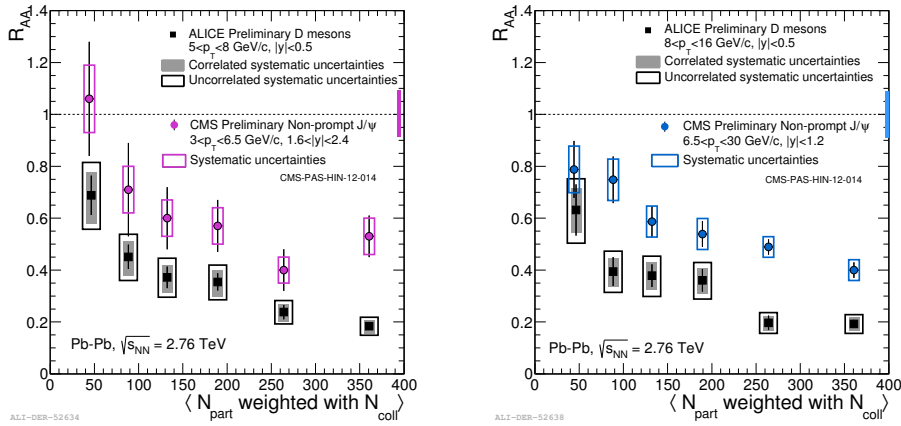 R_AA
1.4
1.2
1
0.8
0.6
0.4
0.2
0
ALICE Preliminary D mesons
5<p_T<8 GeV/c, |y|<0.5
Correlated systematic uncertainties
Uncorrelated systematic uncertainties
CMS Preliminary Non-prompt J/ψ
3<p_T<6.5 GeV/c, 1.6<|y|<2.4
Systematic uncertainties
CMS-PAS-HIN-12-014
Pb-Pb, √s_NN = 2.76 TeV
0 50 100 150 200 250 300 350 400
⟨ N_part weighted with N_coll ⟩
ALI-DER-52634
R_AA
1.4
1.2
1
0.8
0.6
0.4
0.2
0
ALICE Preliminary D mesons
8<p_T<16 GeV/c, |y|<0.5
Correlated systematic uncertainties
Uncorrelated systematic uncertainties
CMS Preliminary Non-prompt J/ψ
6.5<p_T<30 GeV/c, |y|<1.2
Systematic uncertainties
CMS-PAS-HIN-12-014
Pb-Pb, √s_NN = 2.76 TeV
0 50 100 150 200 250 300 350 400
⟨ N_part weighted with N_coll ⟩
ALI-DER-52638